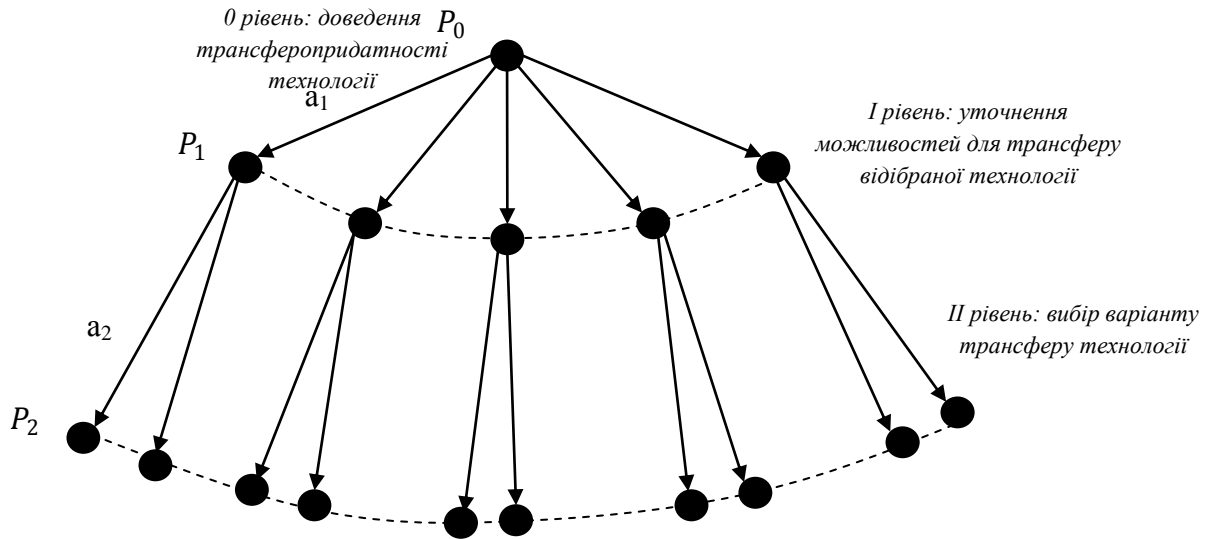 0 рівень: доведення
трансферопридатності
технології
P₀
a₁
P₁
I рівень: уточнення
можливостей для трансферу
відібраної технології
a₂
II рівень: вибір варіанту
трансферу технології
P₂